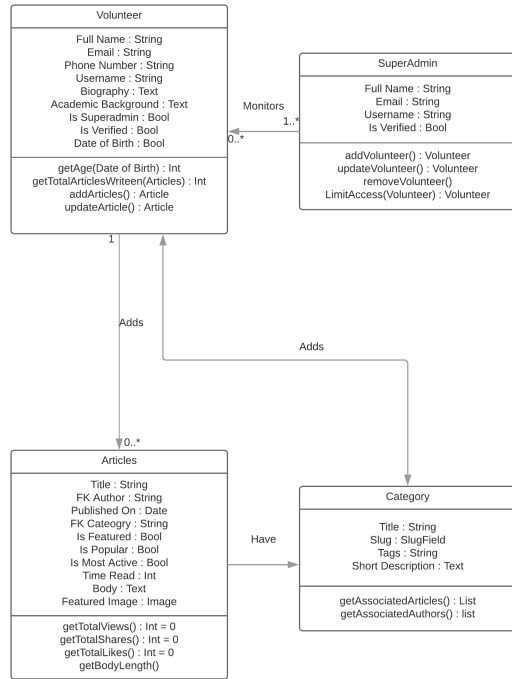 Volunteer
Full Name : String
Email : String
Phone Number : String
Username : String
Biography : Text
Academic Background : Text
Is Superadmin : Bool
Is Verified : Bool
Date of Birth : Bool
getAge(Date of Birth) : Int
getTotalArticlesWriteen(Articles) : Int
addArticles() : Article
updateArticle() : Article
SuperAdmin
Full Name : String
Email : String
Username : String
Is Verified : Bool
addVolunteer() : Volunteer
updateVolunteer() : Volunteer
removeVolunteer()
LimitAccess(Volunteer) : Volunteer
Monitors
1..*
0..*
1
Adds
0..*
Adds
Articles
Title : String
FK Author : String
Published On : Date
FK Cateogry : String
Is Featured : Bool
Is Popular : Bool
Is Most Active : Bool
Time Read : Int
Body : Text
Featured Image : Image
getTotalViews() : Int = 0
getTotalShares() : Int = 0
getTotalLikes() : Int = 0
getBodyLength()
Have
Category
Title : String
Slug : SlugField
Tags : String
Short Description : Text
getAssociatedArticles() : List
getAssociatedAuthors() : list